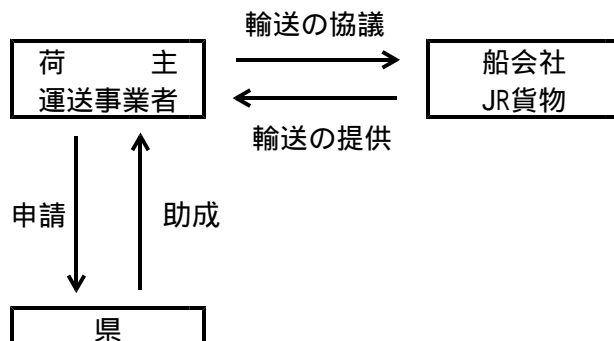 輸送の協議
荷　　主
運送事業者
船会社
JR貨物
輸送の提供
申請
助成
県